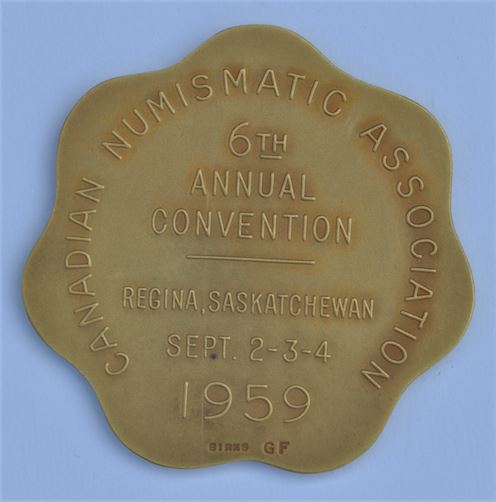 CANADIAN NUMISMATIC ASSOCIATION
6TH
ANNUAL
CONVENTION
REGINA, SASKATCHEWAN
SEPT. 2-3-4
1959
BIRKS GF